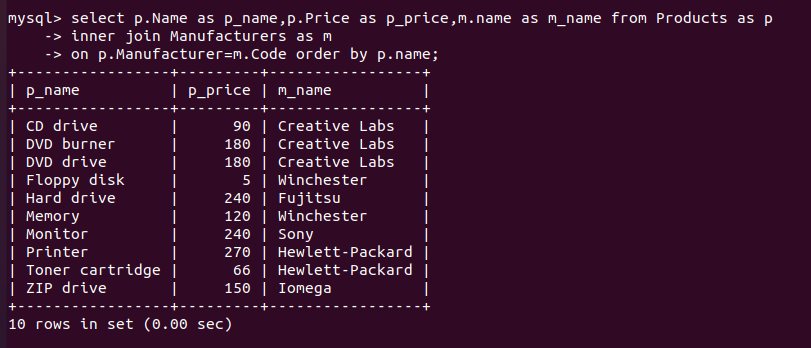 mysql> select p.Name as p_name,p.Price as p_price,m.name as m_name from Products as p
    -> inner join Manufacturers as m
    -> on p.Manufacturer=m.Code order by p.name;
+-----------------+---------+-----------------+
| p_name          | p_price | m_name          |
+-----------------+---------+-----------------+
| CD drive        |      90 | Creative Labs   |
| DVD burner      |     180 | Creative Labs   |
| DVD drive       |     180 | Creative Labs   |
| Floppy disk     |       5 | Winchester      |
| Hard drive      |     240 | Fujitsu         |
| Memory          |     120 | Winchester      |
| Monitor         |     240 | Sony            |
| Printer         |     270 | Hewlett-Packard |
| Toner cartridge |      66 | Hewlett-Packard |
| ZIP drive       |     150 | Iomega          |
+-----------------+---------+-----------------+
10 rows in set (0.00 sec)